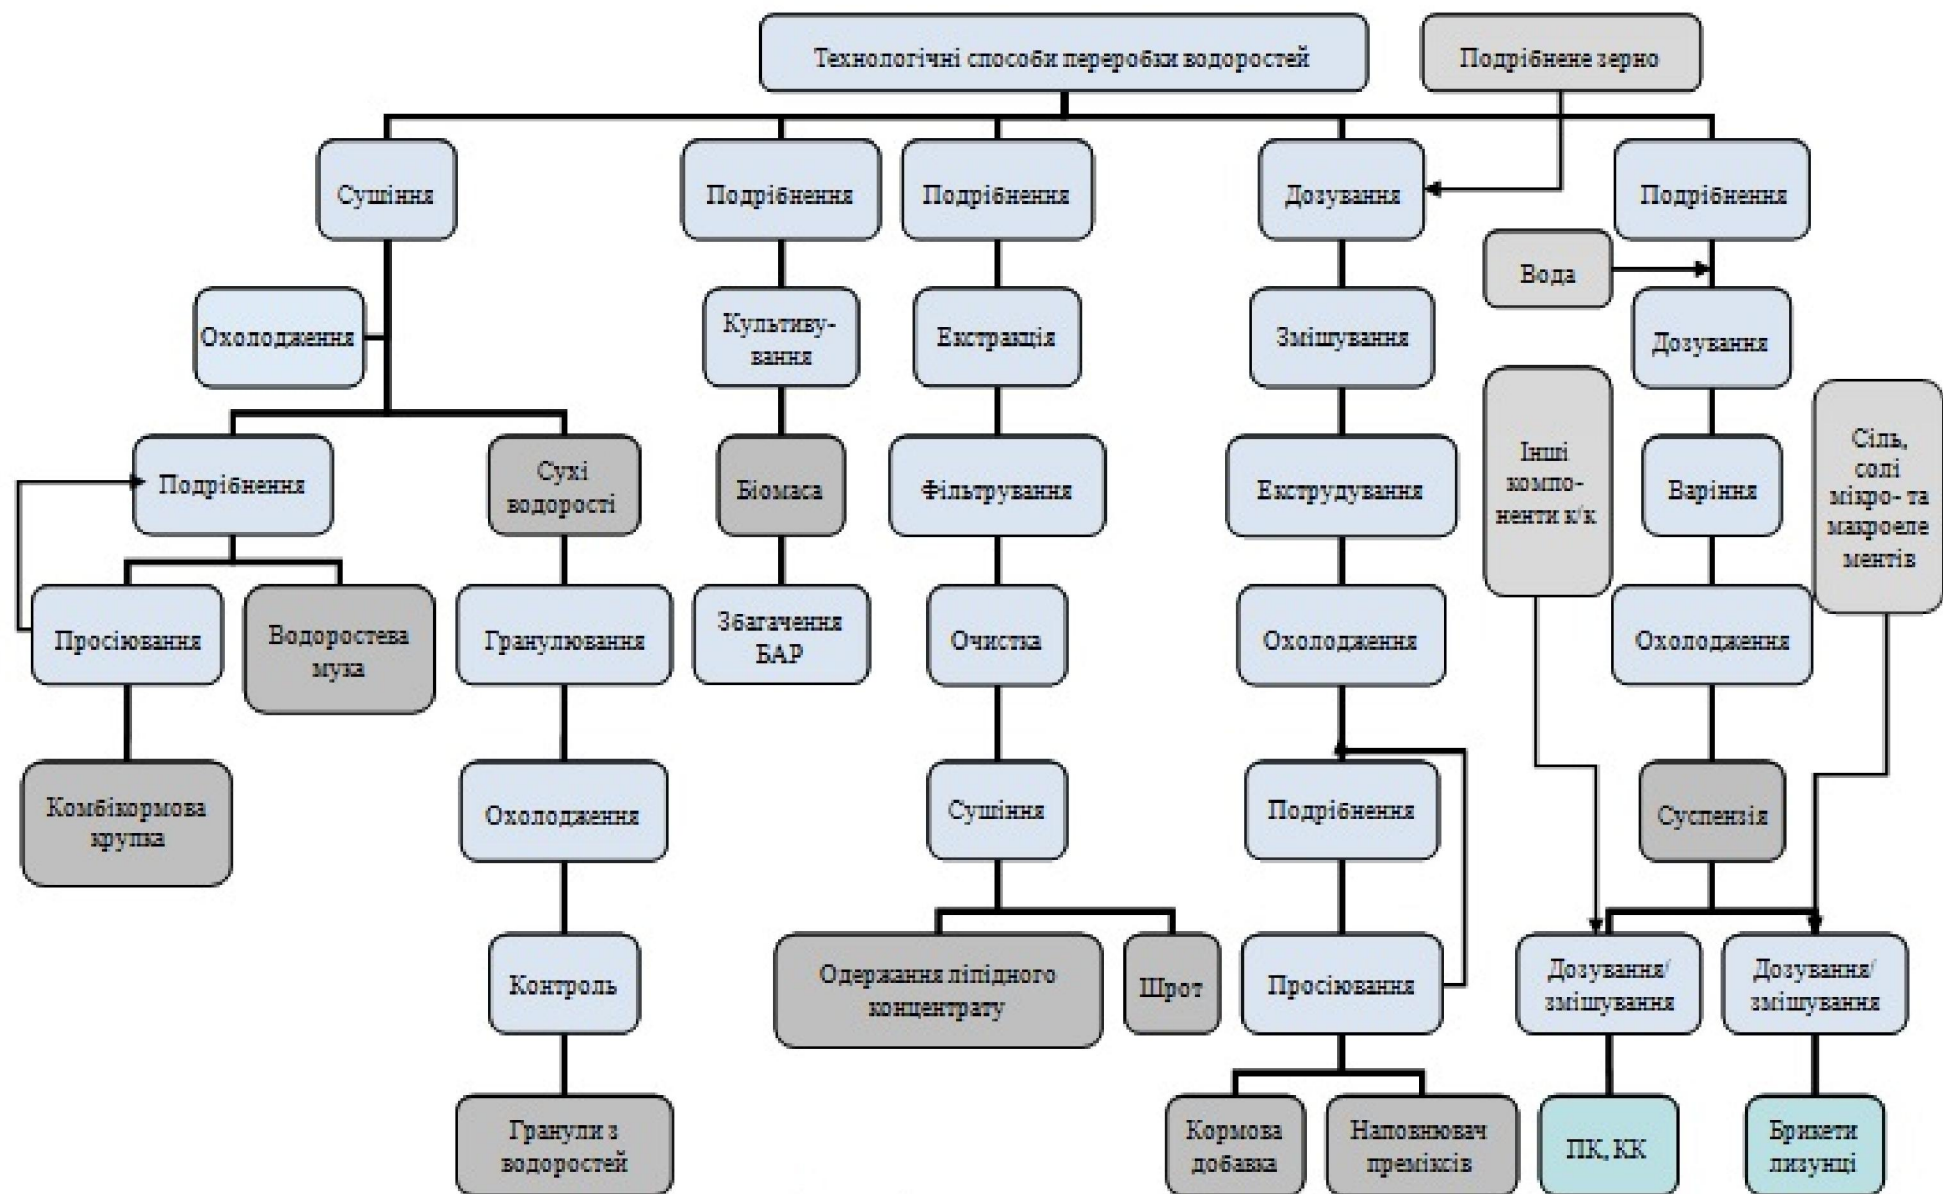 Технологічні способи переробки водоростей
Подрібнене зерно
Сушіння
Подрібнення
Подрібнення
Дозування
Подрібнення
Вода
Охолодження
Культиву-
вання
Екстракція
Змішування
Дозування
Подрібнення
Сухі
водорості
Біомаса
Фільтрування
Екструдування
Інші
компо-
ненти к/к
Варіння
Сіль,
солі
мікро- та
макроеле
ментів
Просіювання
Водоростева
мука
Гранулювання
Збагачення
БАР
Очистка
Охолодження
Охолодження
Комбікормова
крупка
Охолодження
Сушіння
Подрібнення
Суспензія
Контроль
Одержання ліпідного
концентрату
Шрот
Просіювання
Дозування/
змішування
Дозування/
змішування
Гранули з
водоростей
Кормова
добавка
Наповнювач
преміксів
ПК, КК
Брикети
лизунці